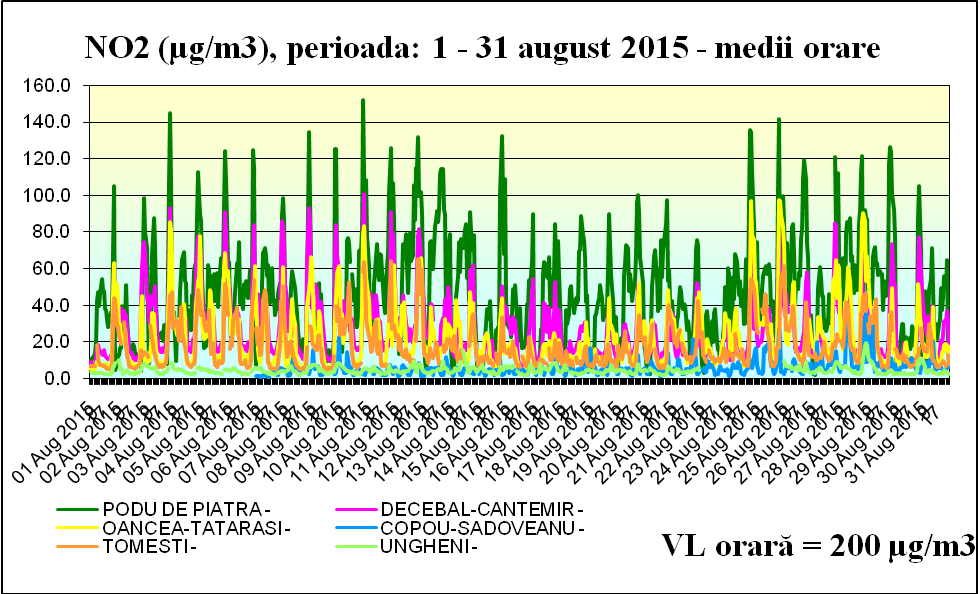 NO2 (µg/m3), perioada: 1 - 31 august 2015 - medii orare
160.0
140.0
120.0
100.0
80.0
60.0
40.0
20.0
0.0
01 Aug 2015
02 Aug 2015
03 Aug 2015
04 Aug 2015
05 Aug 2015
06 Aug 2015
07 Aug 2015
08 Aug 2015
09 Aug 2015
10 Aug 2015
11 Aug 2015
12 Aug 2015
13 Aug 2015
14 Aug 2015
15 Aug 2015
16 Aug 2015
17 Aug 2015
18 Aug 2015
19 Aug 2015
20 Aug 2015
22 Aug 2015
23 Aug 2015
24 Aug 2015
25 Aug 2015
26 Aug 2015
27 Aug 2015
28 Aug 2015
29 Aug 2015
30 Aug 2015
31 Aug 2015
17
PODU DE PIATRA -
DECEBAL-CANTEMIR -
OANCEA-TATARASI -
COPOU-SADOVEANU -
TOMESTI -
UNGHENI -
VL orară = 200 µg/m3